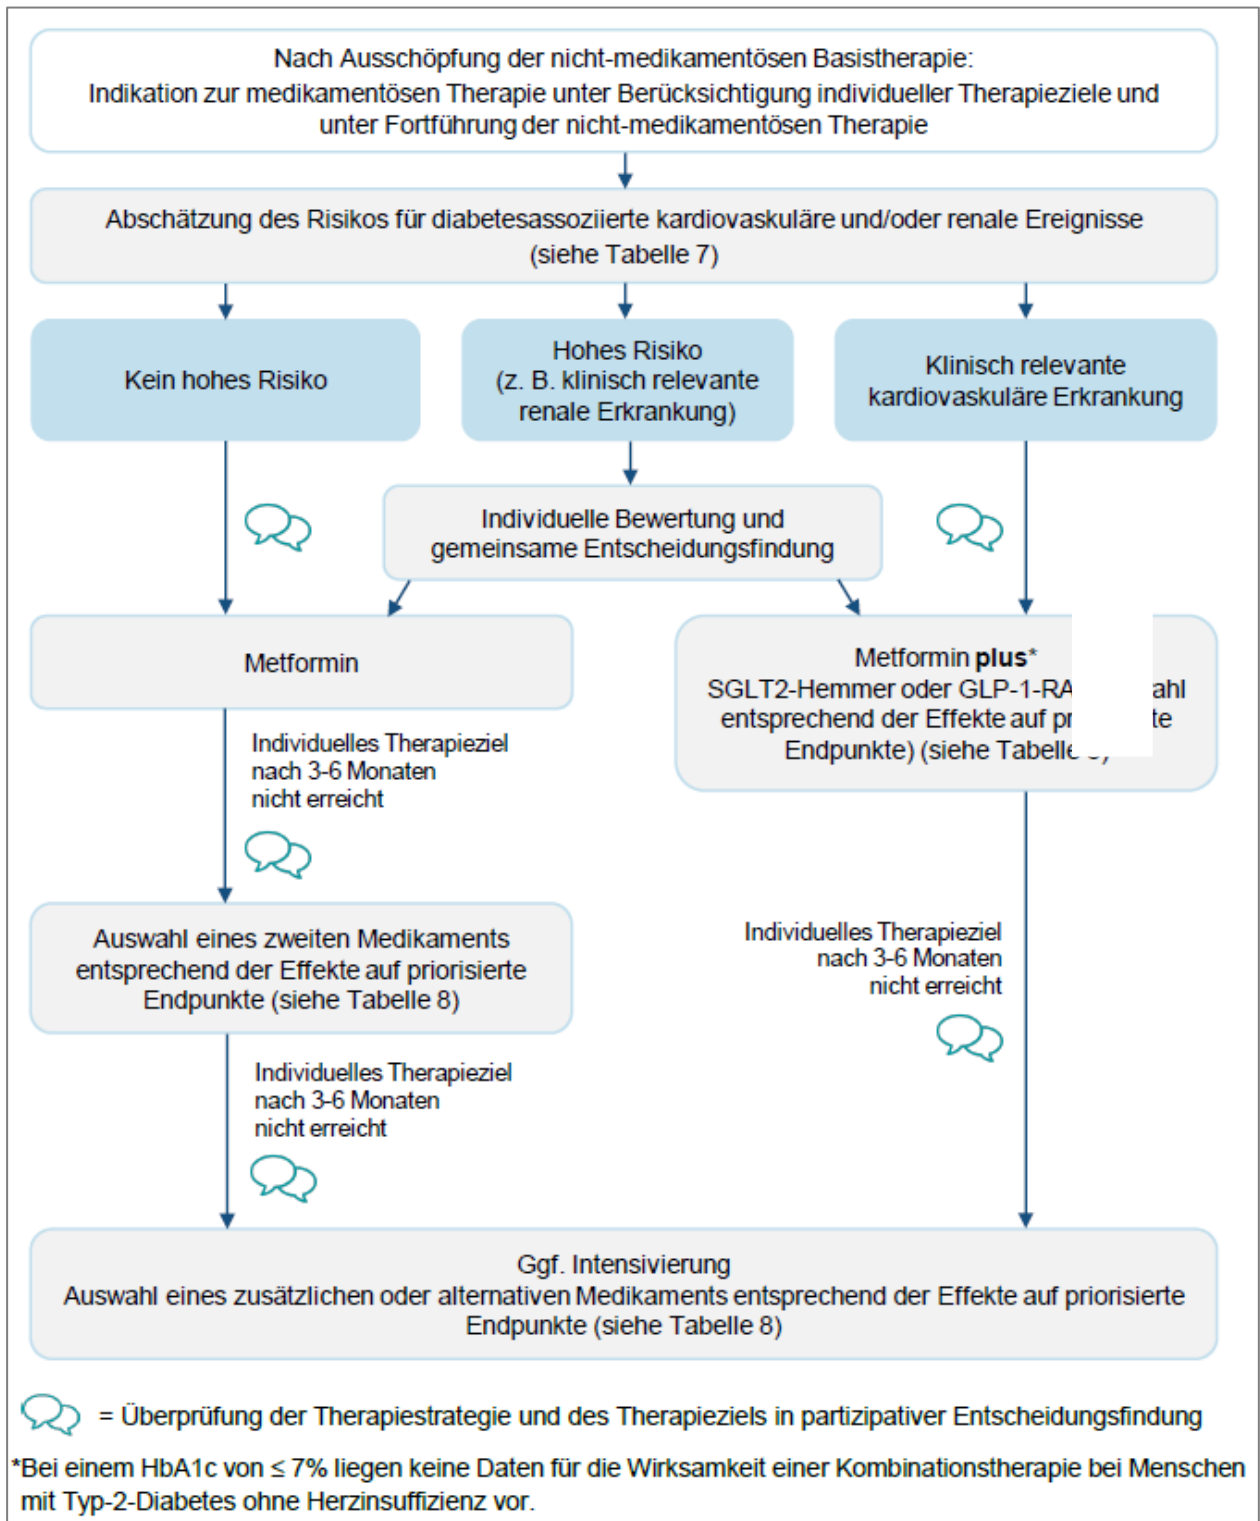 Nach Ausschöpfung der nicht-medikamentösen Basistherapie:
Indikation zur medikamentösen Therapie unter Berücksichtigung individueller Therapieziele und
unter Fortführung der nicht-medikamentösen Therapie
Abschätzung des Risikos für diabetesassoziierte kardiovaskuläre und/oder renale Ereignisse
(siehe Tabelle 7)
Kein hohes Risiko
Hohes Risiko
(z. B. klinisch relevante
renale Erkrankung)
Klinisch relevante
kardiovaskuläre Erkrankung
Individuelle Bewertung und
gemeinsame Entscheidungsfindung
Metformin
Metformin plus*
SGLT2-Hemmer oder GLP-1-RA
entsprechend der Effekte auf
Endpunkte) (siehe Tabelle
Individuelles Therapieziel
nach 3-6 Monaten
nicht erreicht
Auswahl eines zweiten Medikaments
entsprechend der Effekte auf priorisierte
Endpunkte (siehe Tabelle 8)
Individuelles Therapieziel
nach 3-6 Monaten
nicht erreicht
Individuelles Therapieziel
nach 3-6 Monaten
nicht erreicht
Ggf. Intensivierung
Auswahl eines zusätzlichen oder alternativen Medikaments entsprechend der Effekte auf priorisierte
Endpunkte (siehe Tabelle 8)
= Überprüfung der Therapiestrategie und des Therapieziels in partizipativer Entscheidungsfindung
*Bei einem HbA1c von ≤ 7% liegen keine Daten für die Wirksamkeit einer Kombinationstherapie bei Menschen
mit Typ-2-Diabetes ohne Herzinsuffizienz vor.